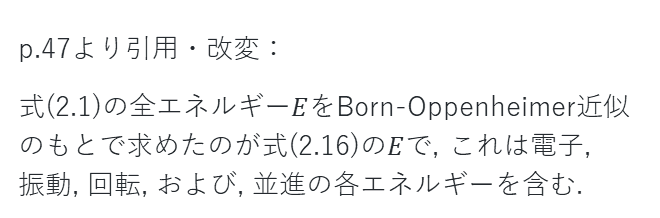 p.47より引用・改変：
式(2.1)の全エネルギーEをBorn-Oppenheimer近似
のもとで求めたのが式(2.16)のEで, これは電子,
振動, 回転, および, 並進の各エネルギーを含む.